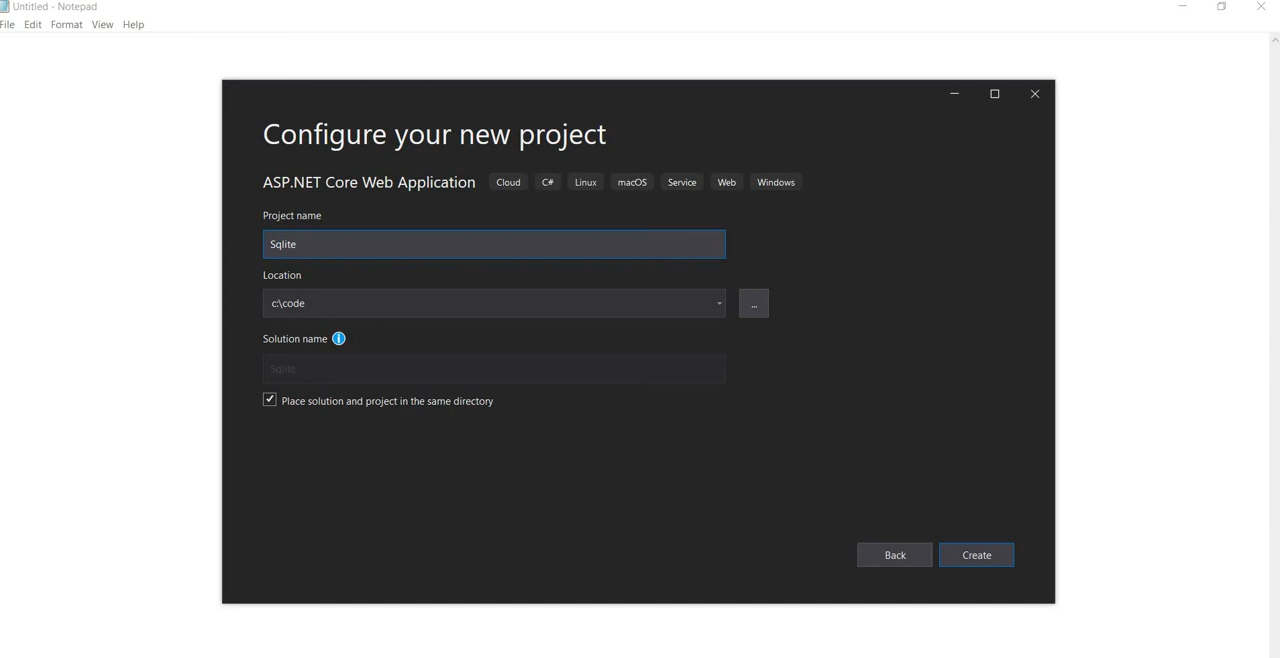 Untitled - Notepad
File Edit Format View Help
Configure your new project
ASP.NET Core Web Application Cloud C# Linux macOS Service Web Windows
Project name
Sqlite
Location
c:\code
...
Solution name
Sqlite
Place solution and project in the same directory
Back Create